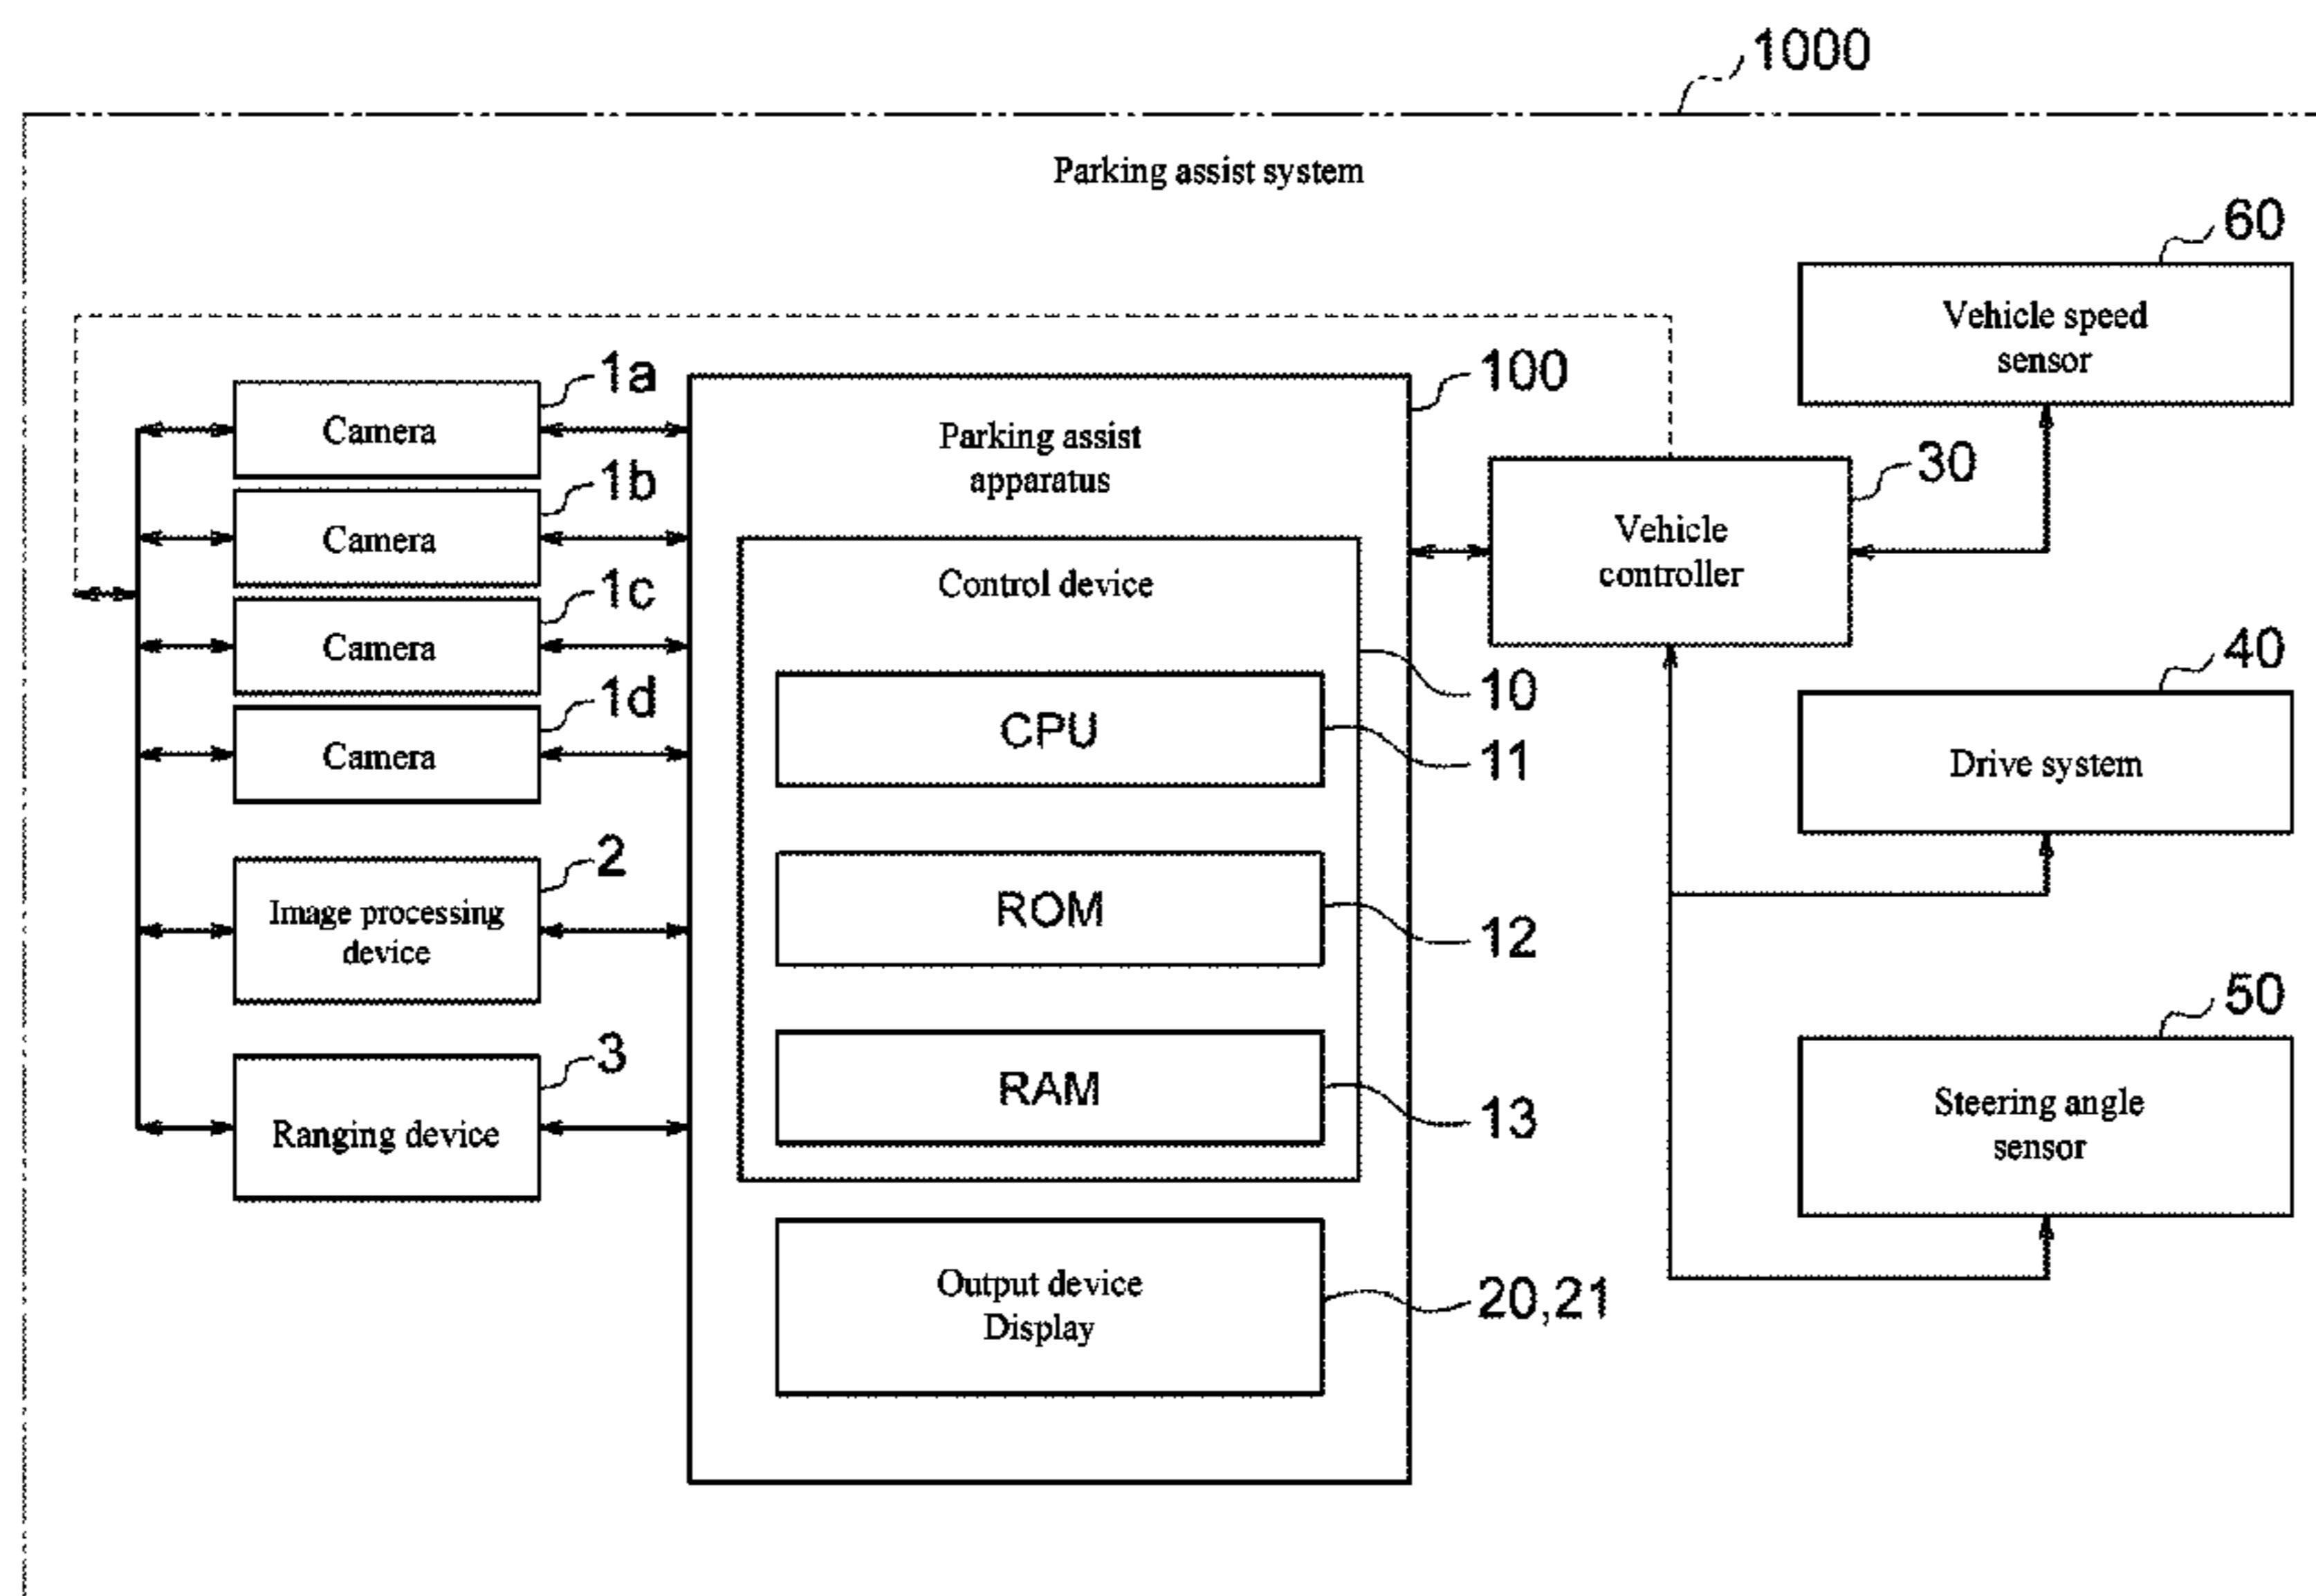 1000
Parking assist system
60
Vehicle speed
sensor
1a
Camera
1b
Camera
1c
Camera
1d
Camera
2
Image processing
device
3
Ranging device
100
Parking assist
apparatus
Control device
10
CPU
11
ROM
12
RAM
13
Output device
Display
20,21
30
Vehicle
controller
40
Drive system
50
Steering angle
sensor